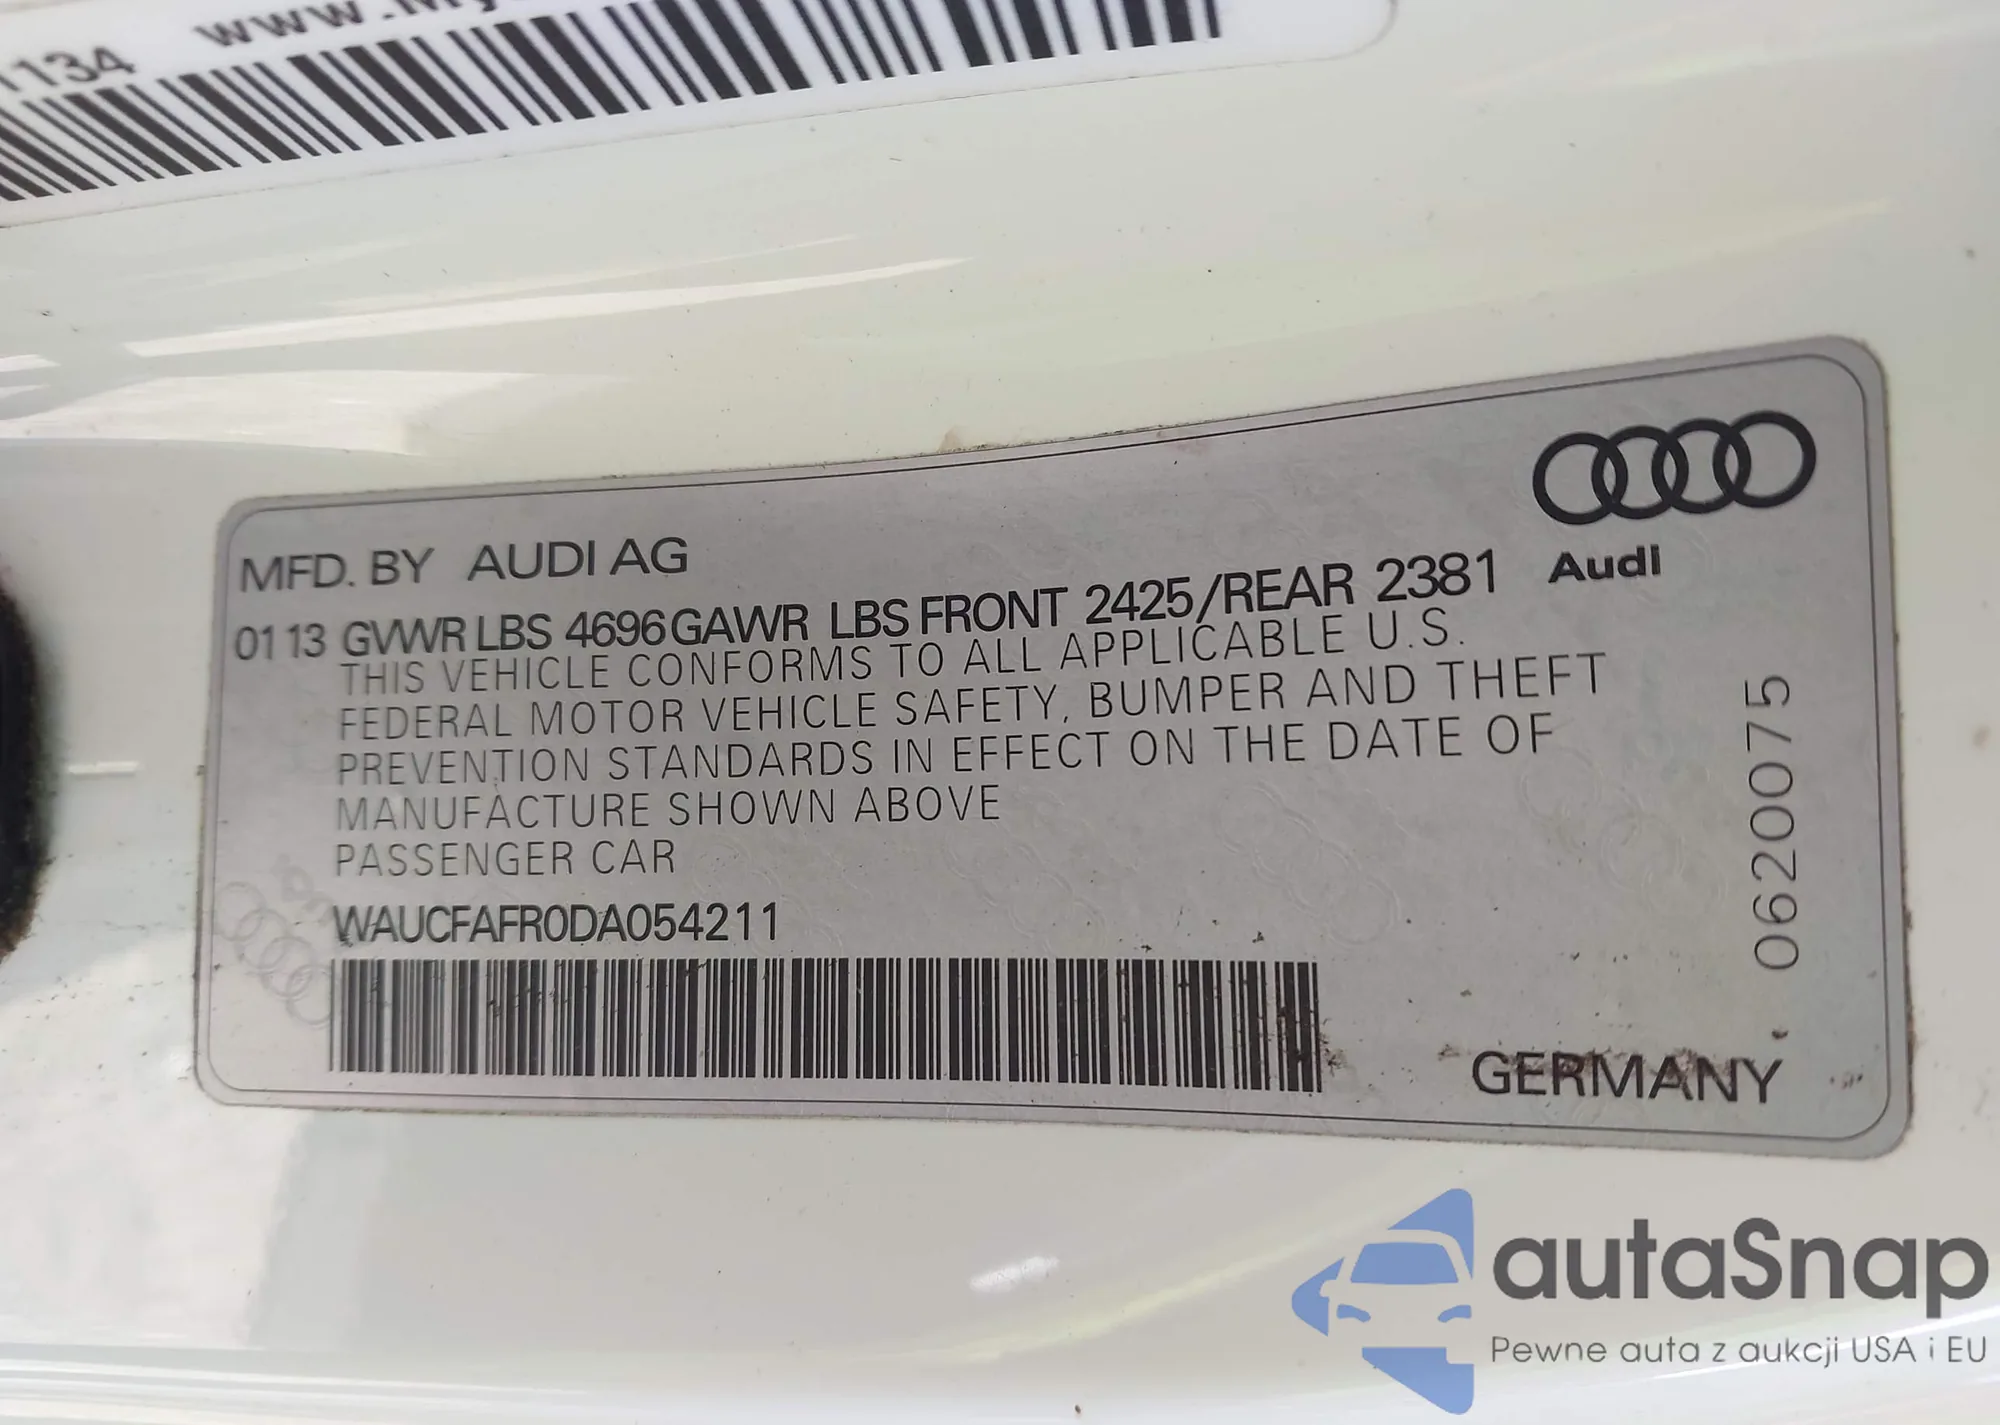 1134 www.My
MFD. BY AUDI AG
01 13 GVWR LBS 4696 GAWR LBS FRONT 2425/REAR 2381
Audi
THIS VEHICLE CONFORMS TO ALL APPLICABLE U.S.
FEDERAL MOTOR VEHICLE SAFETY, BUMPER AND THEFT
PREVENTION STANDARDS IN EFFECT ON THE DATE OF
MANUFACTURE SHOWN ABOVE
PASSENGER CAR
WAUCFAFR0DA054211
0620075
GERMANY
autaSnap
Pewne auta z aukcji USA i EU